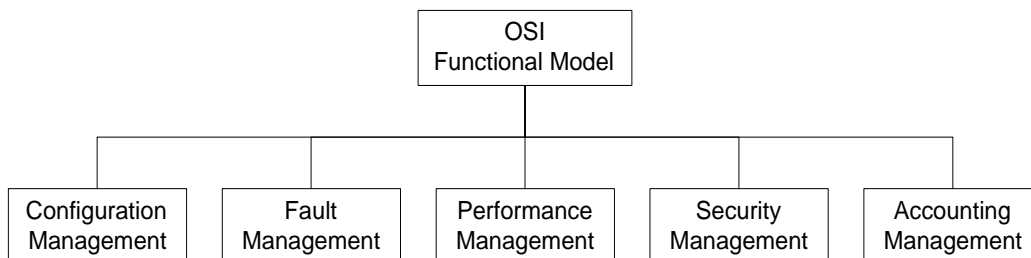 OSI
Functional Model
Configuration
Management
Fault
Management
Performance
Management
Security
Management
Accounting
Management